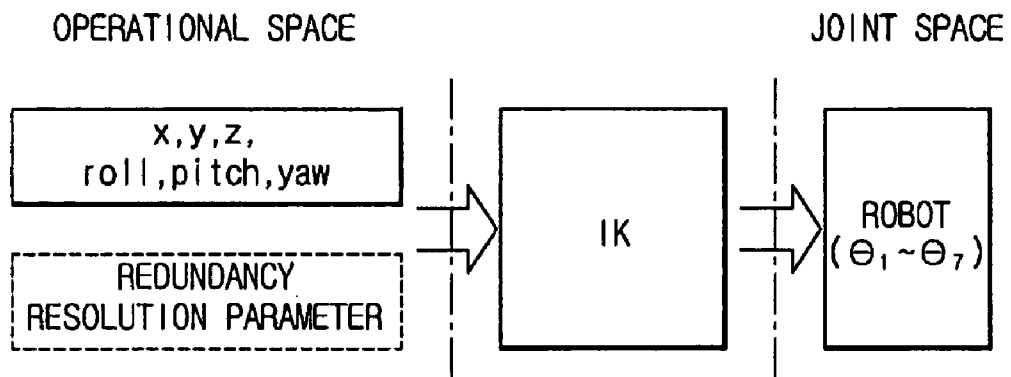 OPERATIONAL SPACE
JOINT SPACE
x,y,z,
roll,pitch,yaw
REDUNDANCY
RESOLUTION PARAMETER
IK
ROBOT
(Θ₁~Θ₇)